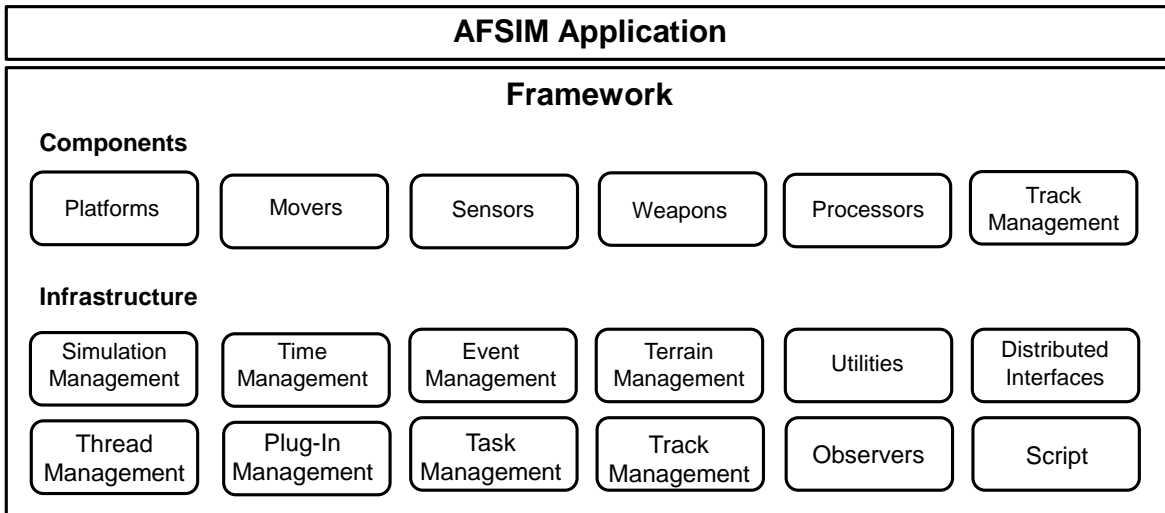 AFSIM Application
Framework
Components
Platforms
Movers
Sensors
Weapons
Processors
Track
Management
Infrastructure
Simulation
Management
Time
Management
Event
Management
Terrain
Management
Utilities
Distributed
Interfaces
Thread
Management
Plug-In
Management
Task
Management
Track
Management
Observers
Script